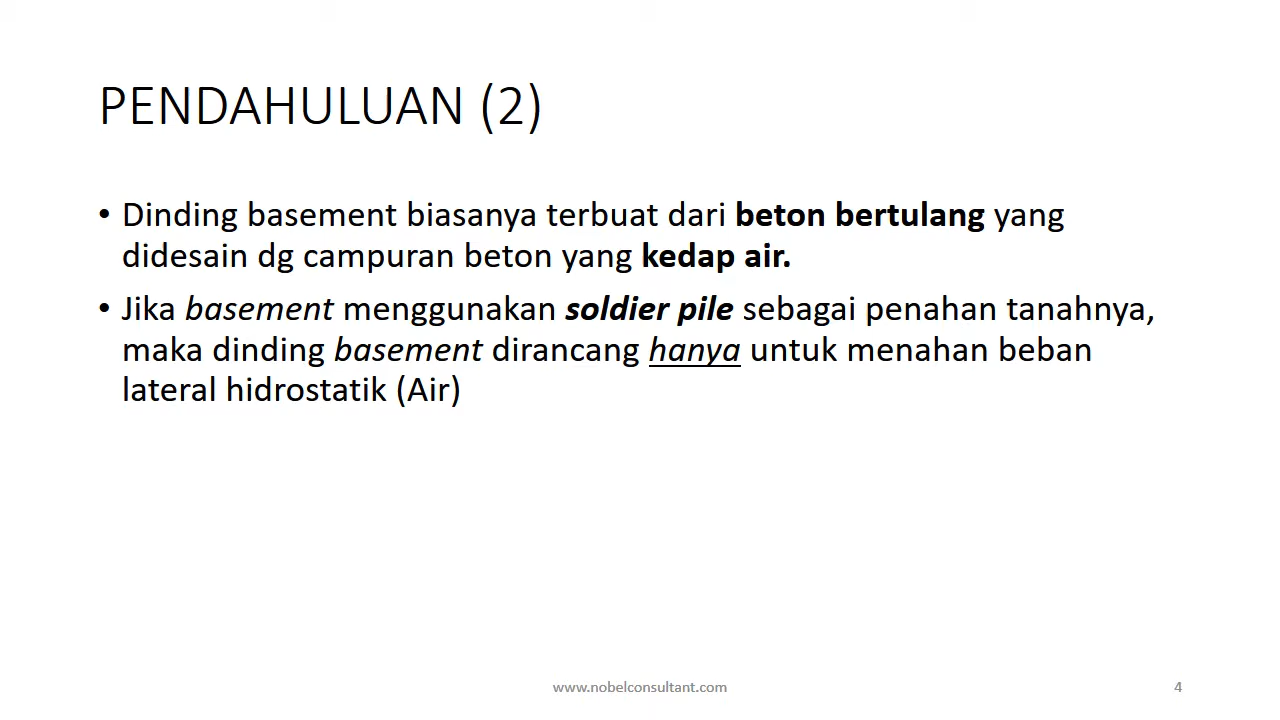 PENDAHULUAN (2)
• Dinding basement biasanya terbuat dari beton bertulang yang
didesain dg campuran beton yang kedap air.
• Jika basement menggunakan soldier pile sebagai penahan tanahnya,
maka dinding basement dirancang hanya untuk menahan beban
lateral hidrostatik (Air)
www.nobelconsultant.com
4